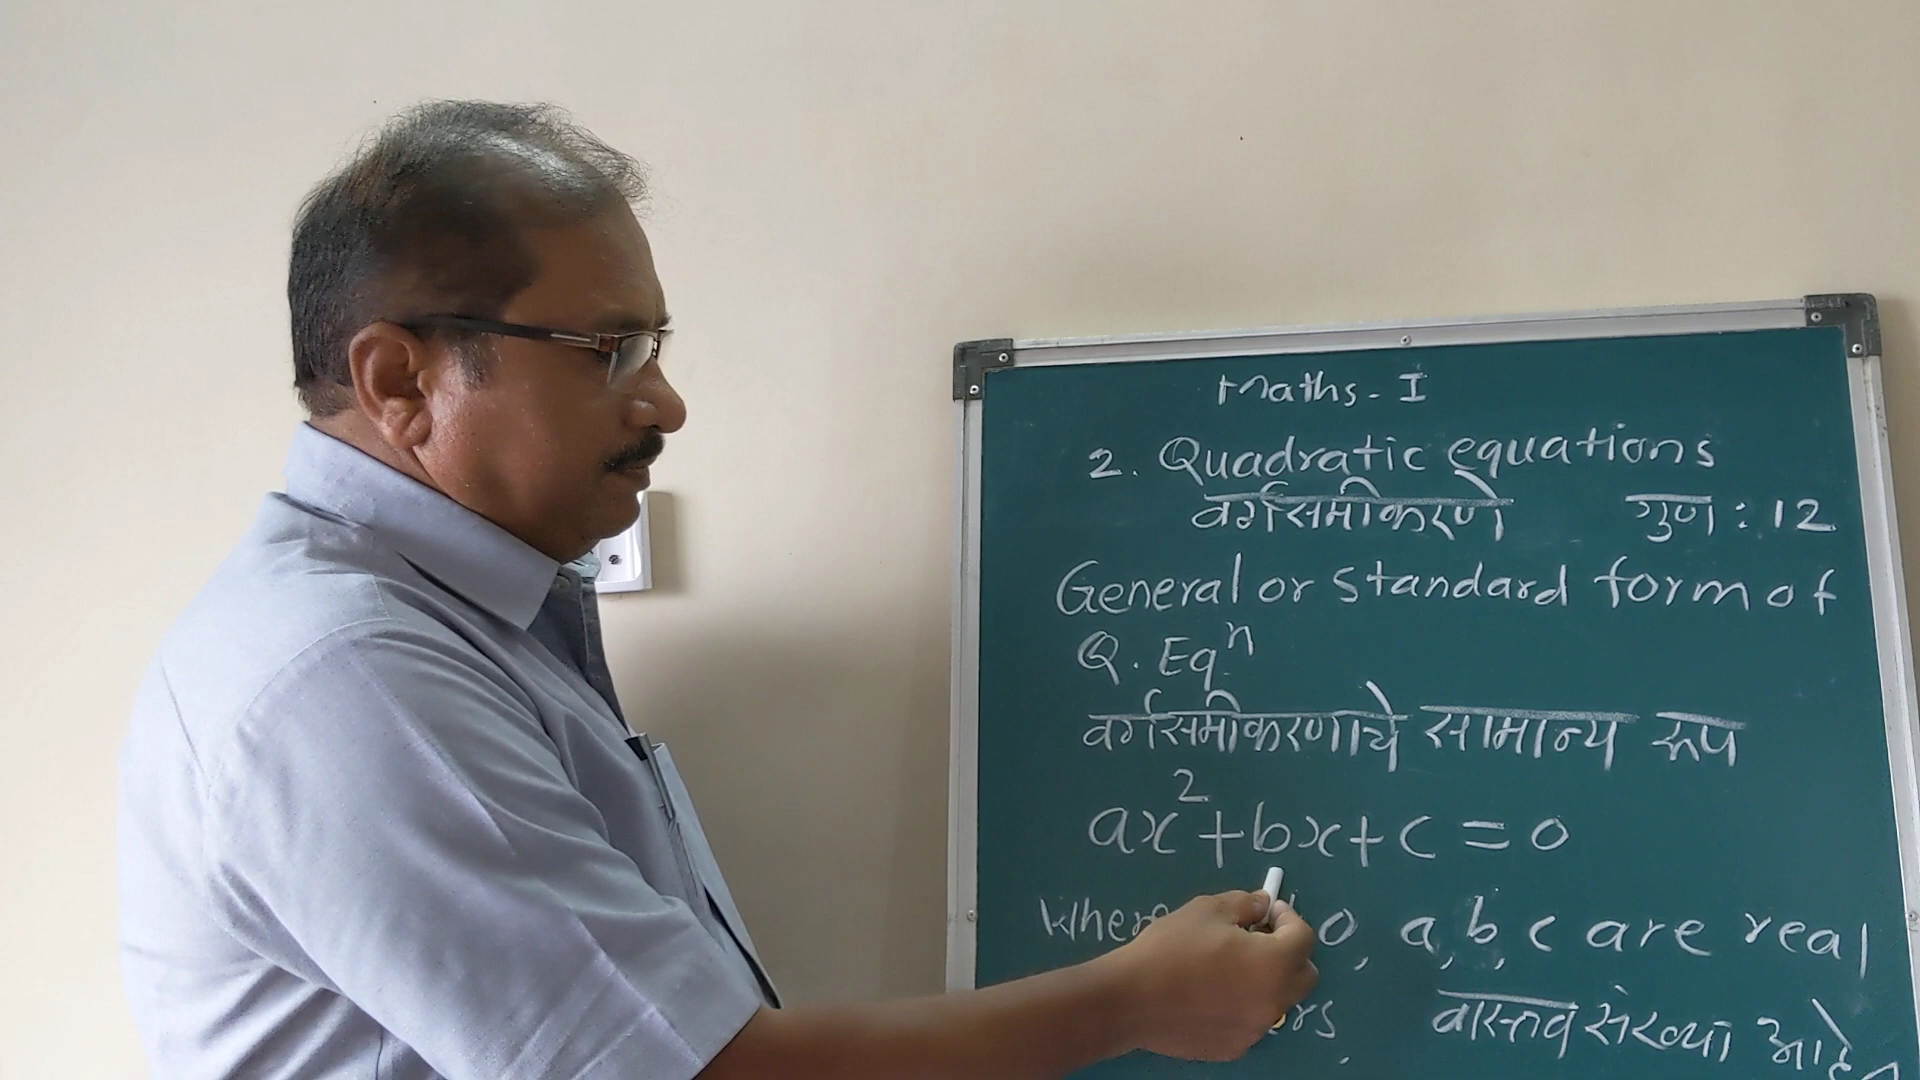 Maths - I
2. Quadratic equations
वर्गसमीकरणे गुण : 12
General or standard form of
Q. Eqⁿ
वर्गसमीकरणाचे सामान्य रूप
ax² + bx + c = 0
0, a, b, c are real
वास्तव संख्या आहेत